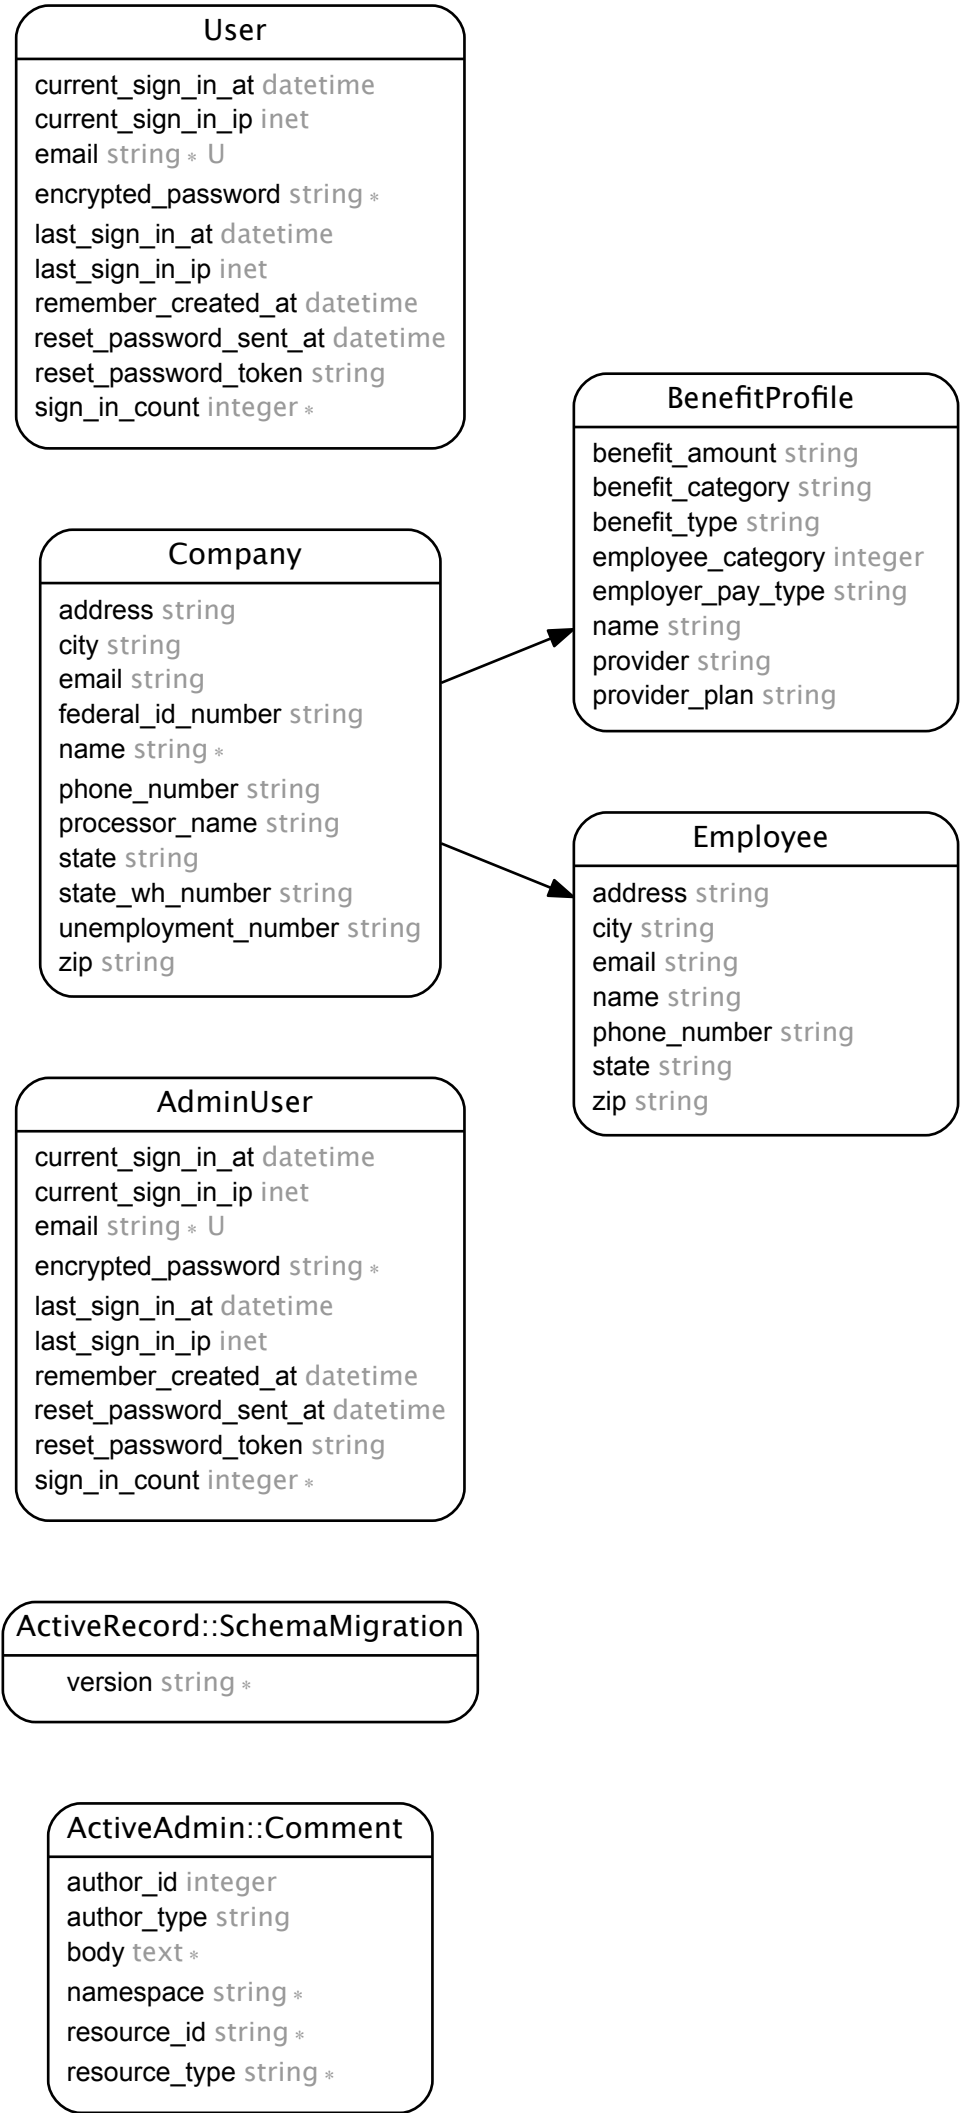 User
current_sign_in_at datetime
current_sign_in_ip inet
email string * U
encrypted_password string *
last_sign_in_at datetime
last_sign_in_ip inet
remember_created_at datetime
reset_password_sent_at datetime
reset_password_token string
sign_in_count integer *
BenefitProfile
benefit_amount string
benefit_category string
benefit_type string
employee_category integer
employer_pay_type string
name string
provider string
provider_plan string
Company
address string
city string
email string
federal_id_number string
name string *
phone_number string
processor_name string
state string
state_wh_number string
unemployment_number string
zip string
Employee
address string
city string
email string
name string
phone_number string
state string
zip string
AdminUser
current_sign_in_at datetime
current_sign_in_ip inet
email string * U
encrypted_password string *
last_sign_in_at datetime
last_sign_in_ip inet
remember_created_at datetime
reset_password_sent_at datetime
reset_password_token string
sign_in_count integer *
ActiveRecord::SchemaMigration
version string *
ActiveAdmin::Comment
author_id integer
author_type string
body text *
namespace string *
resource_id string *
resource_type string *